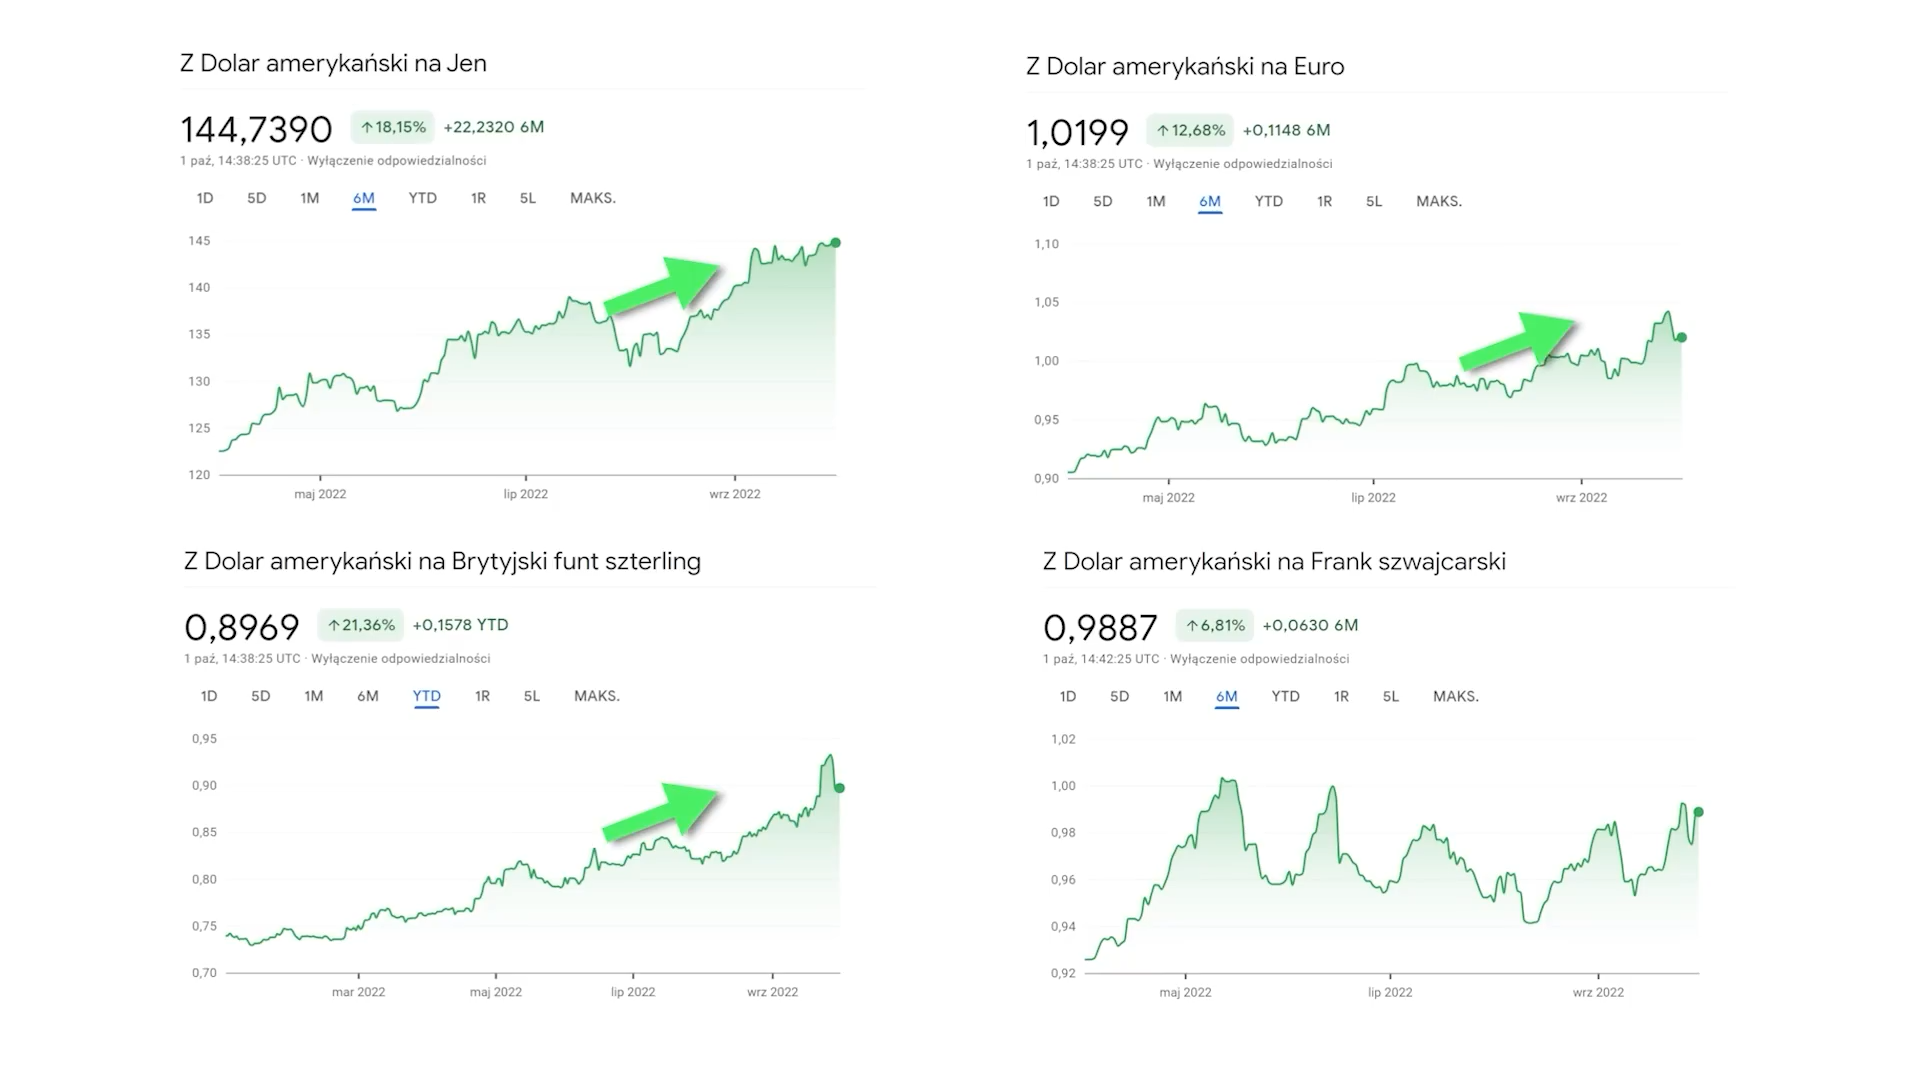 Z Dolar amerykański na Jen
144,7390 ↑18,15% +22,2320 6M
1 paź, 14:38:25 UTC · Wyłączenie odpowiedzialności
1D 5D 1M 6M YTD 1R 5L MAKS.
145
140
135
130
125
120
maj 2022 lip 2022 wrz 2022
Z Dolar amerykański na Euro
1,0199 ↑12,68% +0,1148 6M
1 paź, 14:38:25 UTC · Wyłączenie odpowiedzialności
1D 5D 1M 6M YTD 1R 5L MAKS.
1,10
1,05
1,00
0,95
0,90
maj 2022 lip 2022 wrz 2022
Z Dolar amerykański na Brytyjski funt szterling
0,8969 ↑21,36% +0,1578 YTD
1 paź, 14:38:25 UTC · Wyłączenie odpowiedzialności
1D 5D 1M 6M YTD 1R 5L MAKS.
0,95
0,90
0,85
0,80
0,75
0,70
mar 2022 maj 2022 lip 2022 wrz 2022
Z Dolar amerykański na Frank szwajcarski
0,9887 ↑6,81% +0,0630 6M
1 paź, 14:42:25 UTC · Wyłączenie odpowiedzialności
1D 5D 1M 6M YTD 1R 5L MAKS.
1,02
1,00
0,98
0,96
0,94
0,92
maj 2022 lip 2022 wrz 2022